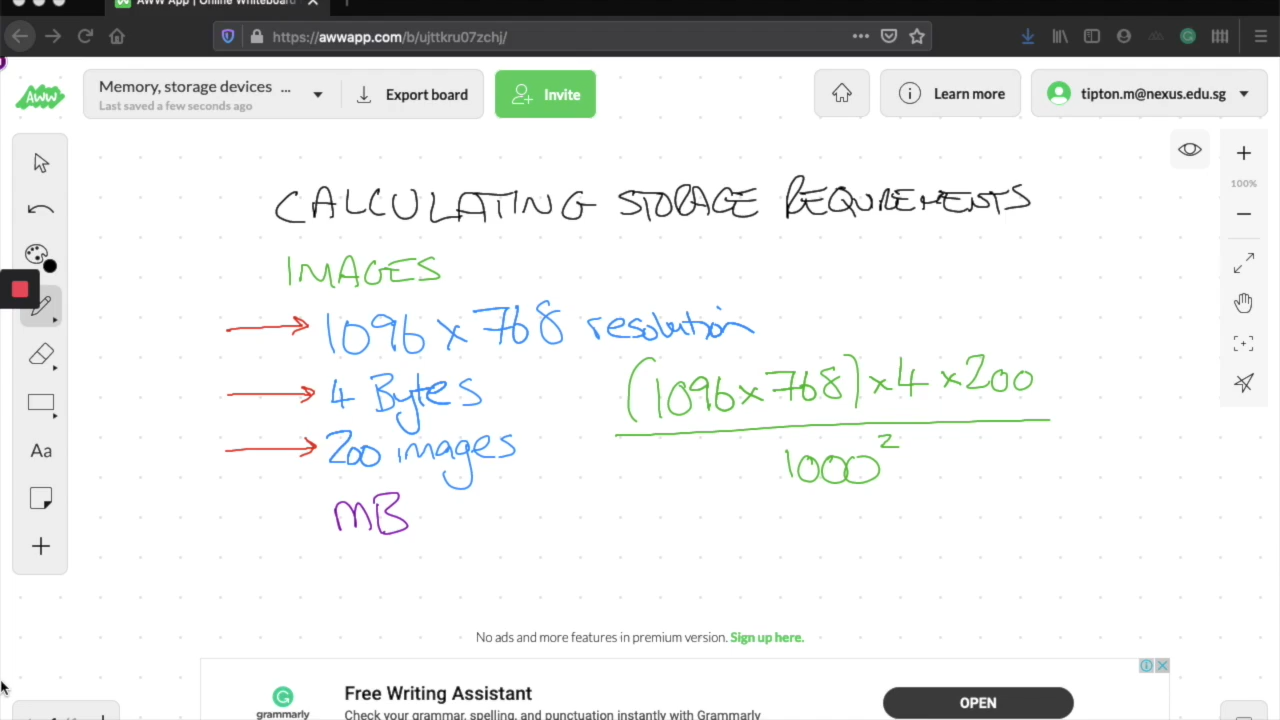 AWW App | Online Whiteboard
https://awwapp.com/b/ujttkru07zchj/
AWW
Memory, storage devices ...
Last saved a few seconds ago
Export board
Invite
Learn more
tipton.m@nexus.edu.sg
100%
CALCULATING STORAGE REQUIREMENTS
IMAGES
1096 x 768 resolution
4 Bytes
200 images
MB
(1096 x 768) x 4 x 200
1000²
Aa
No ads and more features in premium version. Sign up here.
grammarly
Free Writing Assistant
Check your grammar, spelling, and punctuation instantly with Grammarly
OPEN